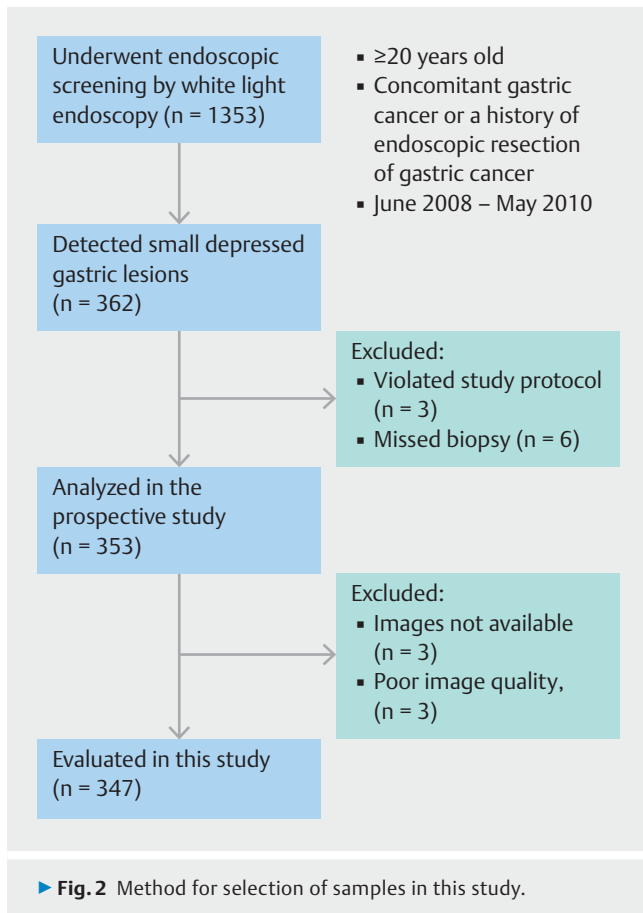 Underwent endoscopic
screening by white light
endoscopy (n = 1353)
▪ ≥20 years old
▪ Concomitant gastric
cancer or a history of
endoscopic resection
of gastric cancer
▪ June 2008 – May 2010
Detected small depressed
gastric lesions
(n = 362)
Excluded:
▪ Violated study protocol
(n = 3)
▪ Missed biopsy (n = 6)
Analyzed in the
prospective study
(n = 353)
Excluded:
▪ Images not available
(n = 3)
▪ Poor image quality,
(n = 3)
Evaluated in this study
(n = 347)
▶ Fig. 2 Method for selection of samples in this study.